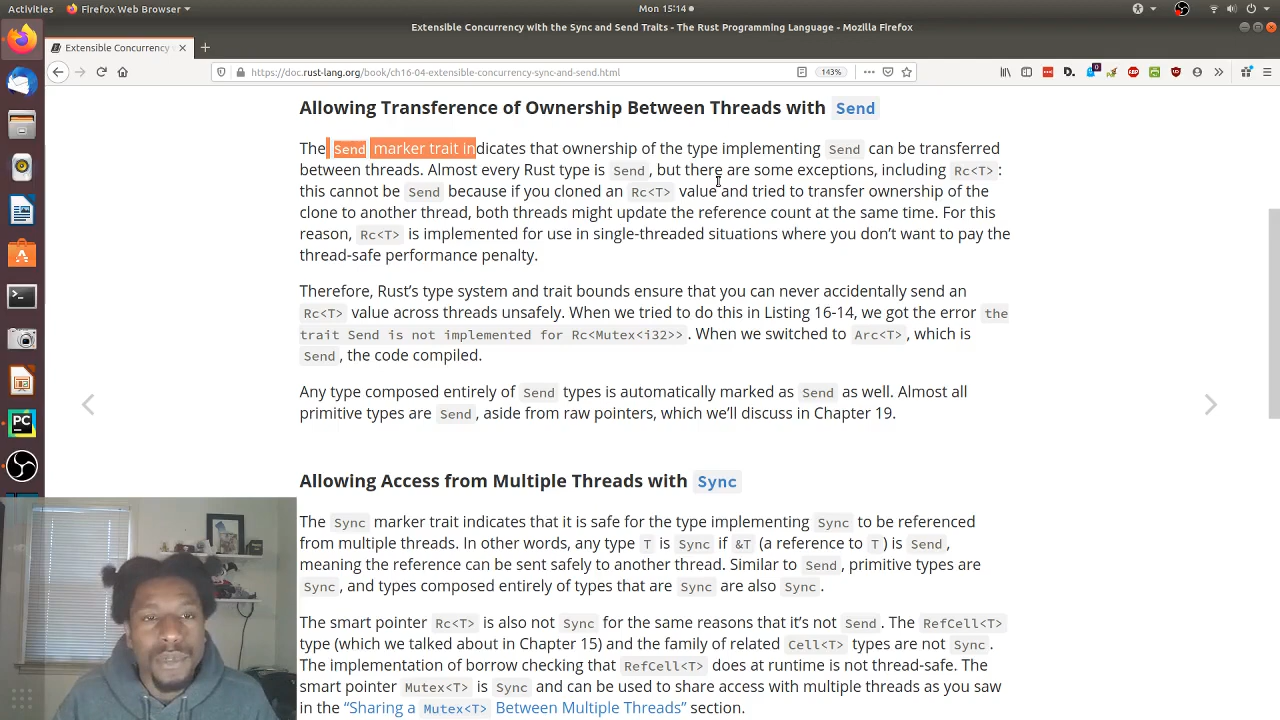 Activities
Firefox Web Browser
Mon 15:14
Extensible Concurrency with the Sync and Send Traits - The Rust Programming Language - Mozilla Firefox
Extensible Concurrency
https://doc.rust-lang.org/book/ch16-04-extensible-concurrency-sync-and-send.html
143%
Allowing Transference of Ownership Between Threads with Send
The Send marker trait indicates that ownership of the type implementing Send can be transferred
between threads. Almost every Rust type is Send, but there are some exceptions, including Rc<T>:
this cannot be Send because if you cloned an Rc<T> value and tried to transfer ownership of the
clone to another thread, both threads might update the reference count at the same time. For this
reason, Rc<T> is implemented for use in single-threaded situations where you don’t want to pay the
thread-safe performance penalty.
Therefore, Rust’s type system and trait bounds ensure that you can never accidentally send an
Rc<T> value across threads unsafely. When we tried to do this in Listing 16-14, we got the error the
trait Send is not implemented for Rc<Mutex<i32>>. When we switched to Arc<T>, which is
Send, the code compiled.
Any type composed entirely of Send types is automatically marked as Send as well. Almost all
primitive types are Send, aside from raw pointers, which we’ll discuss in Chapter 19.
Allowing Access from Multiple Threads with Sync
The Sync marker trait indicates that it is safe for the type implementing Sync to be referenced
from multiple threads. In other words, any type T is Sync if &T (a reference to T) is Send,
meaning the reference can be sent safely to another thread. Similar to Send, primitive types are
Sync, and types composed entirely of types that are Sync are also Sync.
The smart pointer Rc<T> is also not Sync for the same reasons that it’s not Send. The RefCell<T>
type (which we talked about in Chapter 15) and the family of related Cell<T> types are not Sync.
The implementation of borrow checking that RefCell<T> does at runtime is not thread-safe. The
smart pointer Mutex<T> is Sync and can be used to share access with multiple threads as you saw
in the “Sharing a Mutex<T> Between Multiple Threads” section.